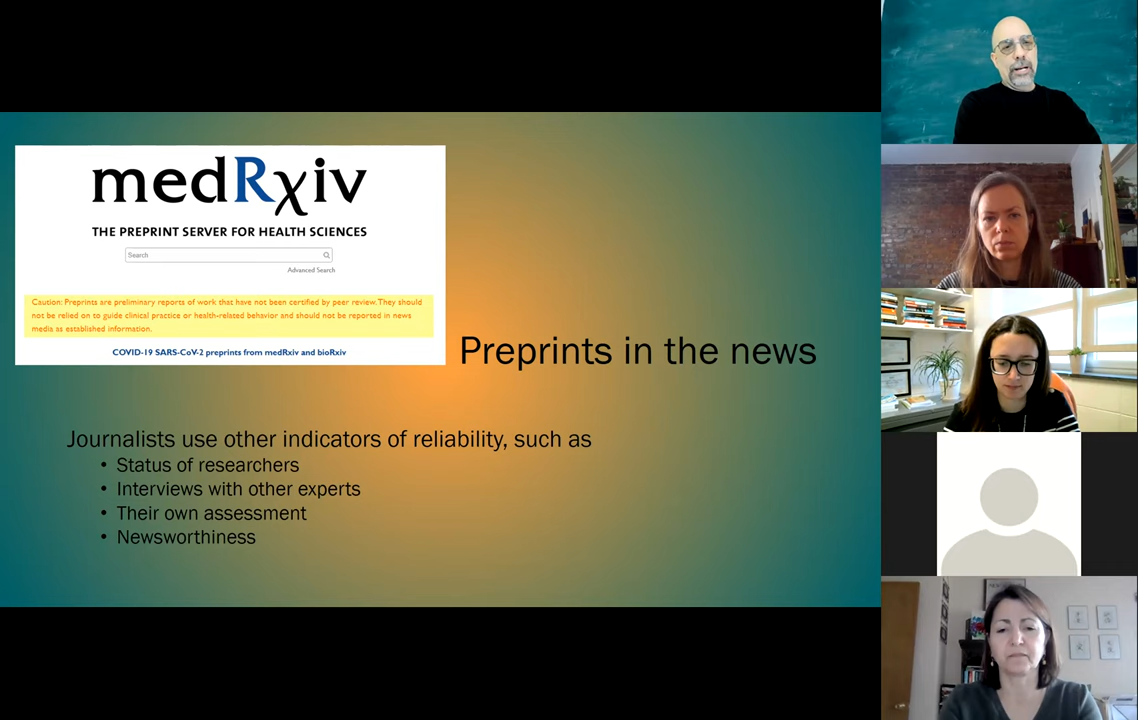 medRχiv
THE PREPRINT SERVER FOR HEALTH SCIENCES
Search
Advanced Search
Caution: Preprints are preliminary reports of work that have not been certified by peer review. They should
not be relied on to guide clinical practice or health-related behavior and should not be reported in news
media as established information.
COVID-19 SARS-CoV-2 preprints from medRxiv and bioRxiv
Preprints in the news
Journalists use other indicators of reliability, such as
• Status of researchers
• Interviews with other experts
• Their own assessment
• Newsworthiness